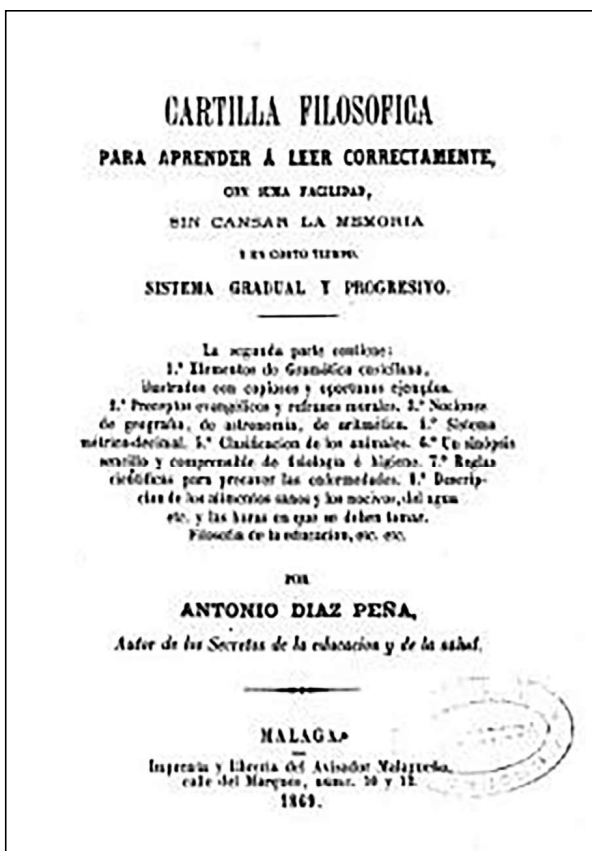 CARTILLA FILOSOFICA
PARA APRENDER Á LEER CORRECTAMENTE,
CON SUMA FACILIDAD,
SIN CANSAR LA MEMORIA
Y EN CORTO TIEMPO.
SISTEMA GRADUAL Y PROGRESIVO.
La segunda parte contiene:
1.º Elementos de Gramática castellana,
ilustrados con copiosos y oportunos ejemplos.
2.º Preceptos evangélicos y refranes morales. 3.º Nociones
de geografía, de astronomía, de aritmética. 4.º Sistema
métrico-decimal. 5.º Clasificacion de los animales. 6.º Un sinópsis
sencillo y comprensible de fisiologia é higiene. 7.º Reglas
científicas para precaver las enfermedades. 8.º Descrip-
cion de los alimentos sanos y los nocivos, del agua
etc. y las horas en que se deben tomar.
Filosofia de la educacion, etc. etc.
POR
ANTONIO DIAZ PEÑA,
Autor de los Secretos de la educacion y de la salud.
MALAGA.
Imprenta y Libreria del Avisador Malagueño,
calle del Marques, núms. 10 y 12.
1869.